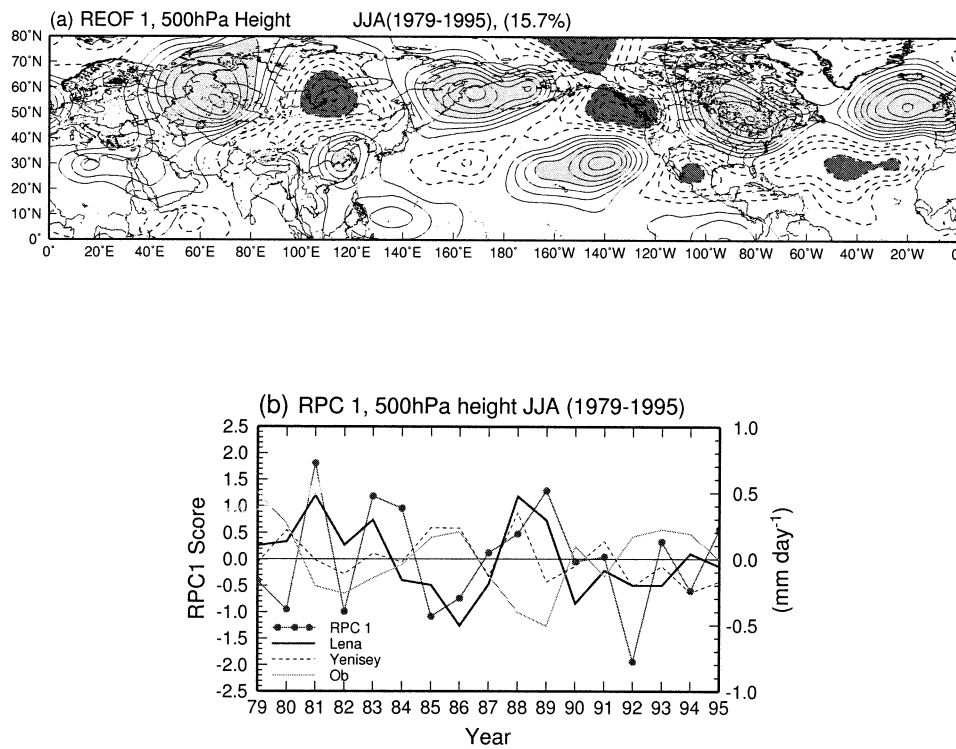 (a) REOF 1, 500hPa Height JJA(1979-1995), (15.7%)
80˚N
70˚N
60˚N
50˚N
40˚N
30˚N
20˚N
10˚N
0˚
0˚ 20˚E 40˚E 60˚E 80˚E 100˚E 120˚E 140˚E 160˚E 180˚ 160˚W 140˚W 120˚W 100˚W 80˚W 60˚W 40˚W 20˚W 0
(b) RPC 1, 500hPa height JJA (1979-1995)
2.5
2.0
1.5
1.0
0.5
0.0
-0.5
-1.0
-1.5
-2.0
-2.5
RPC1 Score
1.0
0.5
0.0
-0.5
-1.0
(mm day-1)
RPC 1
Lena
Yenisey
Ob
79 80 81 82 83 84 85 86 87 88 89 90 91 92 93 94 95
Year